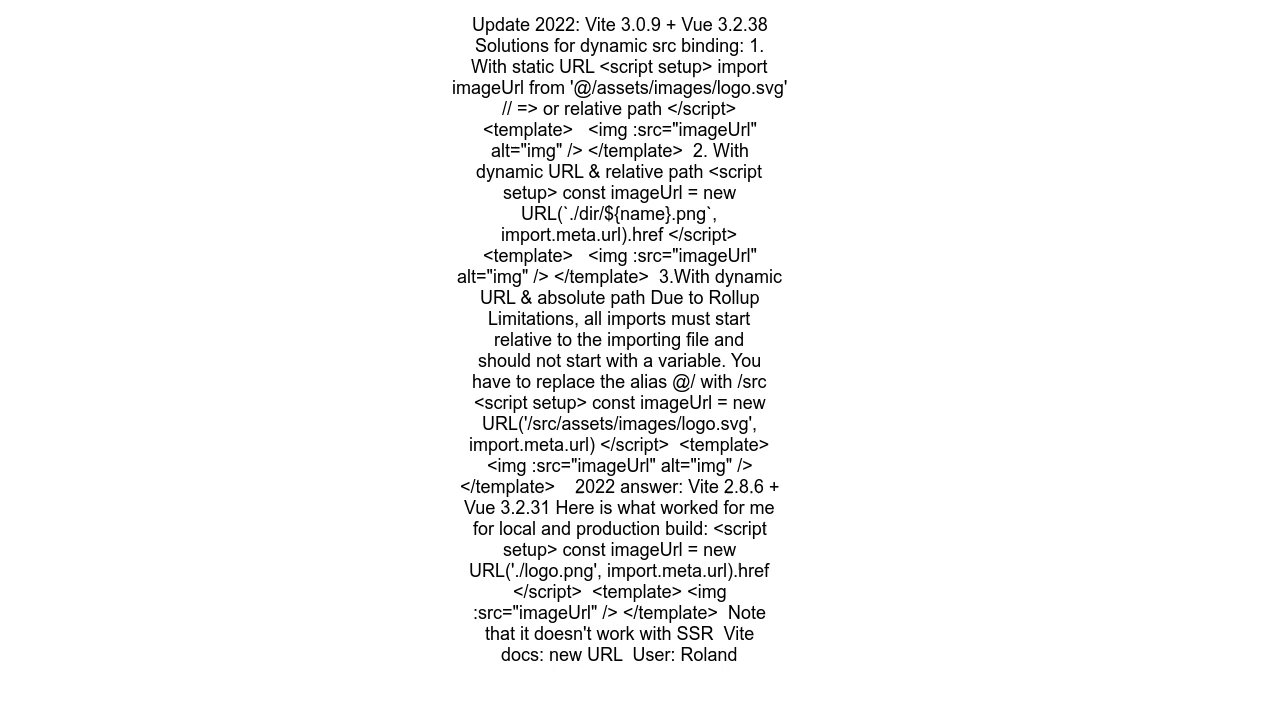 Update 2022: Vite 3.0.9 + Vue 3.2.38
Solutions for dynamic src binding: 1.
With static URL <script setup> import
imageUrl from '@/assets/images/logo.svg'
// => or relative path </script>
<template>   <img :src="imageUrl"
alt="img" /> </template>  2. With
dynamic URL & relative path <script
setup> const imageUrl = new
URL(`./dir/${name}.png`,
import.meta.url).href </script>
<template>   <img :src="imageUrl"
alt="img" /> </template>  3.With dynamic
URL & absolute path Due to Rollup
Limitations, all imports must start
relative to the importing file and
should not start with a variable. You
have to replace the alias @/ with /src
<script setup> const imageUrl = new
URL('/src/assets/images/logo.svg',
import.meta.url) </script>  <template>
<img :src="imageUrl" alt="img" />
</template>    2022 answer: Vite 2.8.6 +
Vue 3.2.31 Here is what worked for me
for local and production build: <script
setup> const imageUrl = new
URL('./logo.png', import.meta.url).href
</script>  <template> <img
:src="imageUrl" /> </template>  Note
that it doesn't work with SSR  Vite
docs: new URL  User: Roland